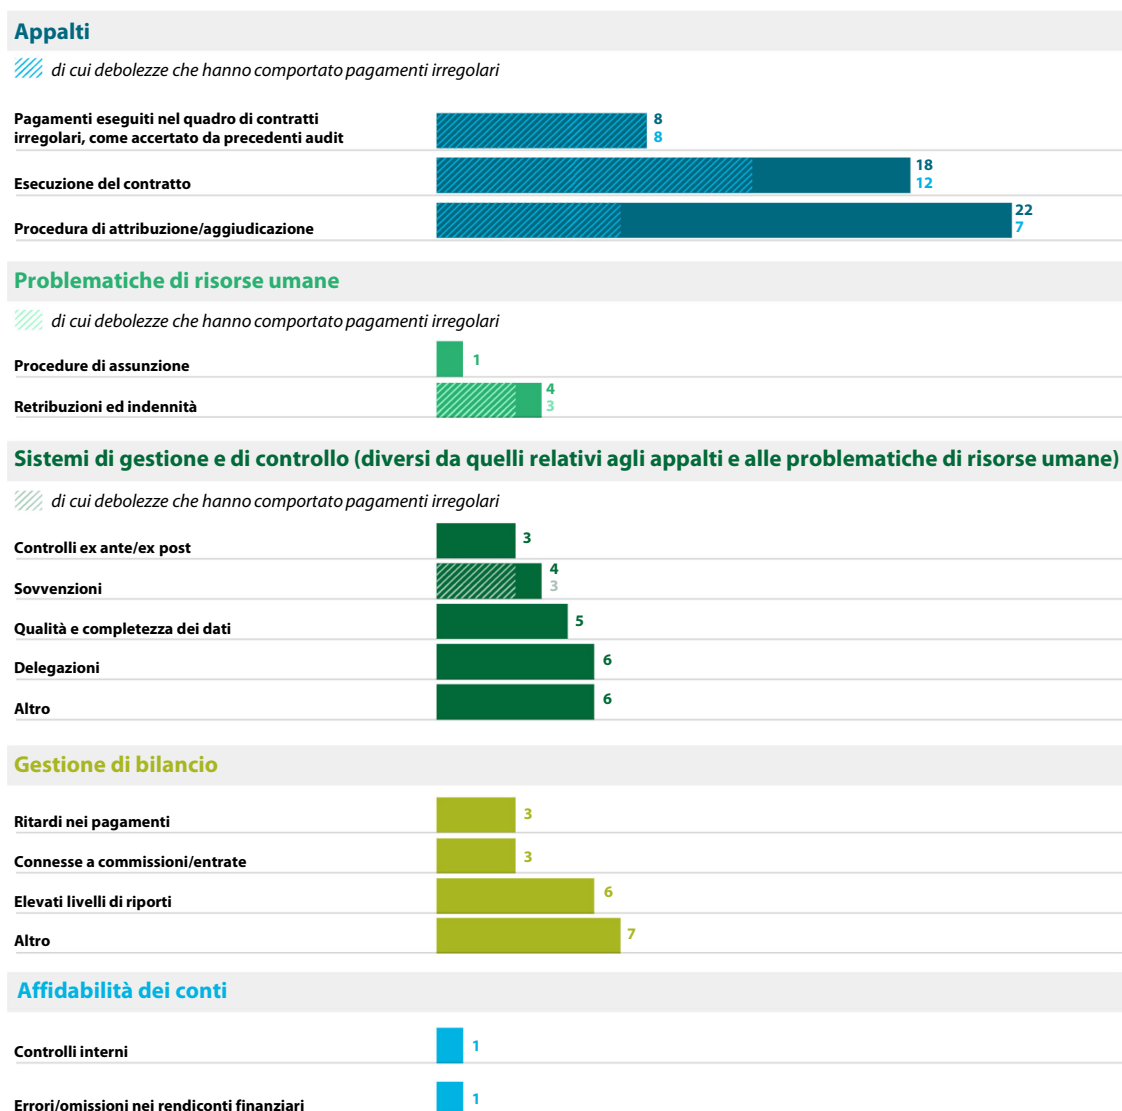 Appalti
di cui debolezze che hanno comportato pagamenti irregolari
Pagamenti eseguiti nel quadro di contratti
irregolari, come accertato da precedenti audit
8
8
Esecuzione del contratto
18
12
Procedura di attribuzione/aggiudicazione
22
7
Problematiche di risorse umane
di cui debolezze che hanno comportato pagamenti irregolari
Procedure di assunzione
1
Retribuzioni ed indennità
4
3
Sistemi di gestione e di controllo (diversi da quelli relativi agli appalti e alle problematiche di risorse umane)
di cui debolezze che hanno comportato pagamenti irregolari
Controlli ex ante/ex post
3
Sovvenzioni
4
3
Qualità e completezza dei dati
5
Delegazioni
6
Altro
6
Gestione di bilancio
Ritardi nei pagamenti
3
Connesse a commissioni/entrate
3
Elevati livelli di riporti
6
Altro
7
Affidabilità dei conti
Controlli interni
1
Errori/omissioni nei rendiconti finanziari
1